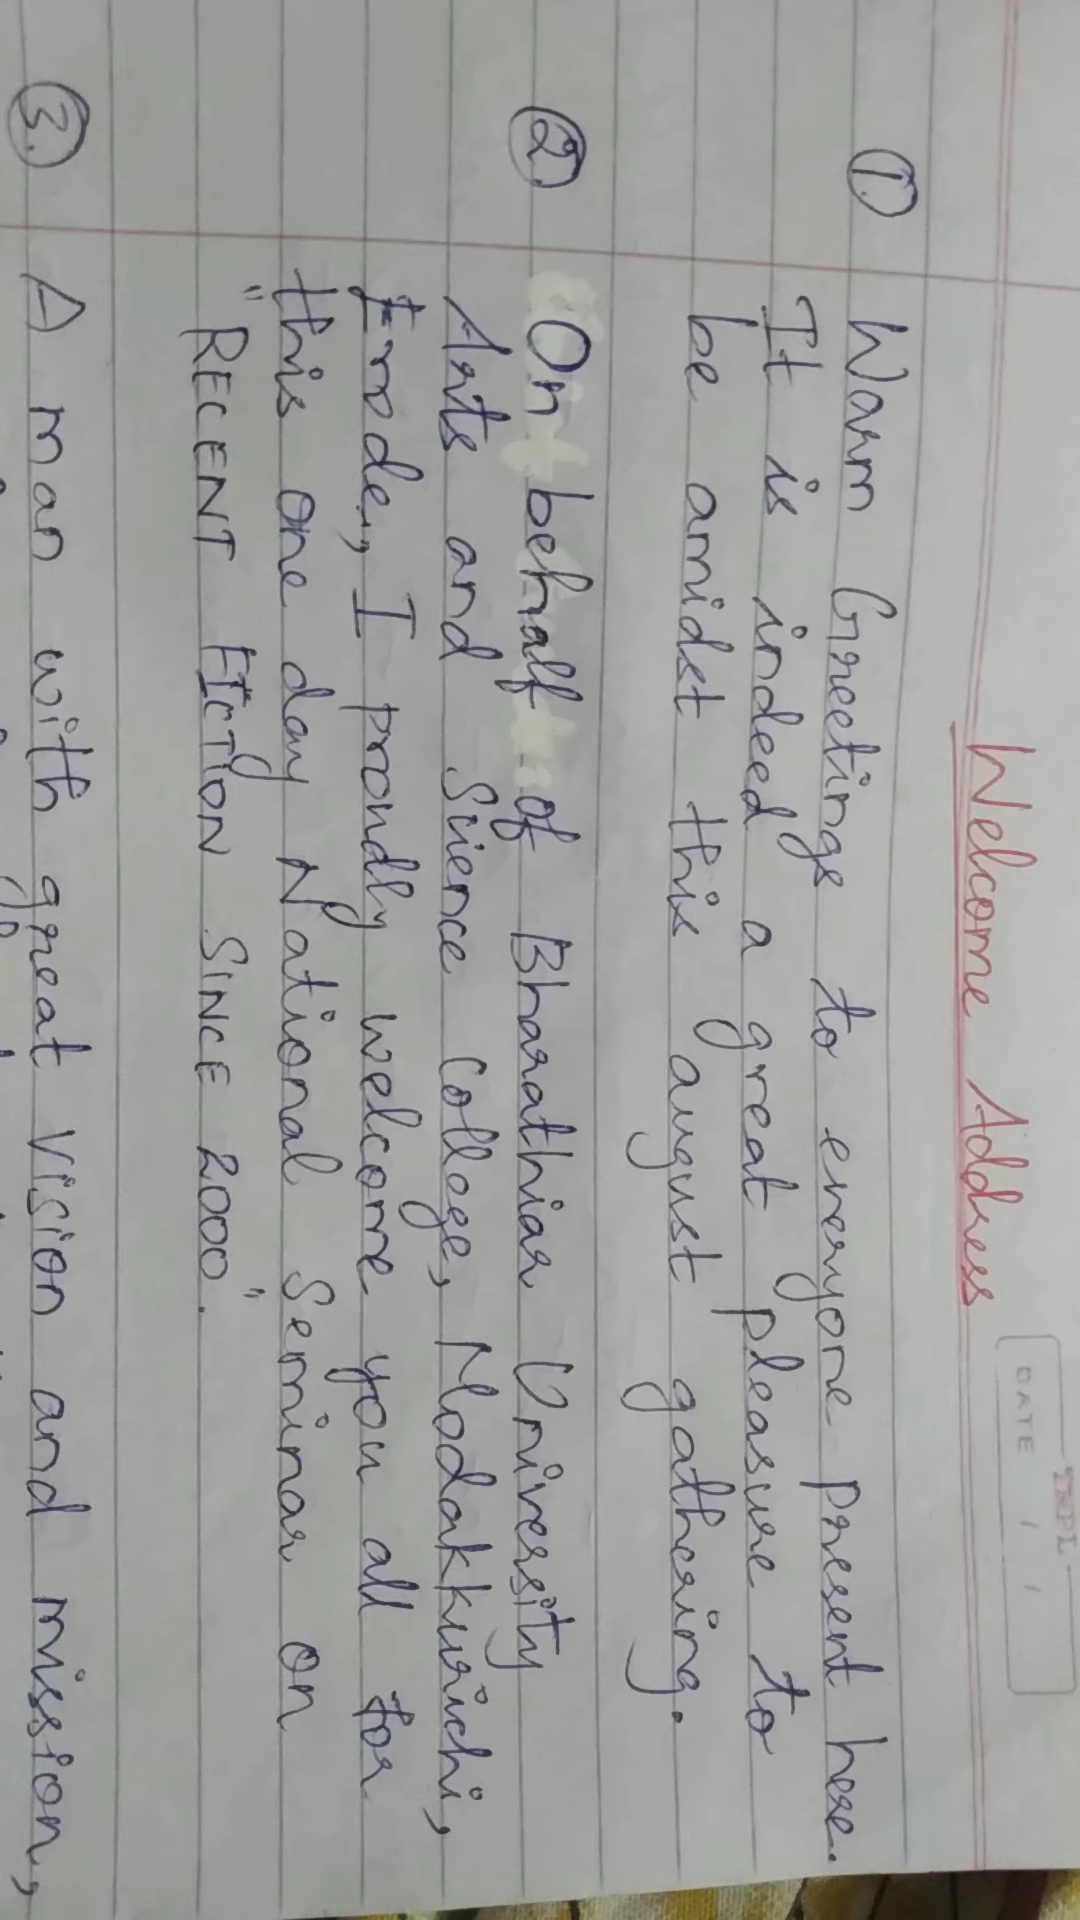 TNPL
DATE / /
Welcome Address
1. Warm Greetings to everyone present here.
It is indeed a great pleasure to
be amidst this august gathering.
2. On behalf of Bharathiar University
Arts and Science College, Modakkurichi,
Erode, I proudly welcome you all for
this one day National Seminar on
"RECENT FICTION SINCE 2000".
3. A man with great vision and mission,